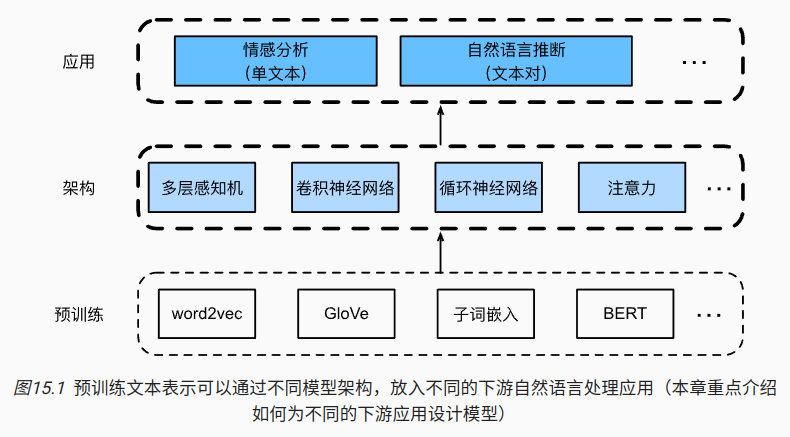 应用
情感分析
(单文本)
自然语言推断
(文本对)
···
架构
多层感知机
卷积神经网络
循环神经网络
注意力
···
预训练
word2vec
GloVe
子词嵌入
BERT
···
图15.1 预训练文本表示可以通过不同模型架构，放入不同的下游自然语言处理应用（本章重点介绍
如何为不同的下游应用设计模型）